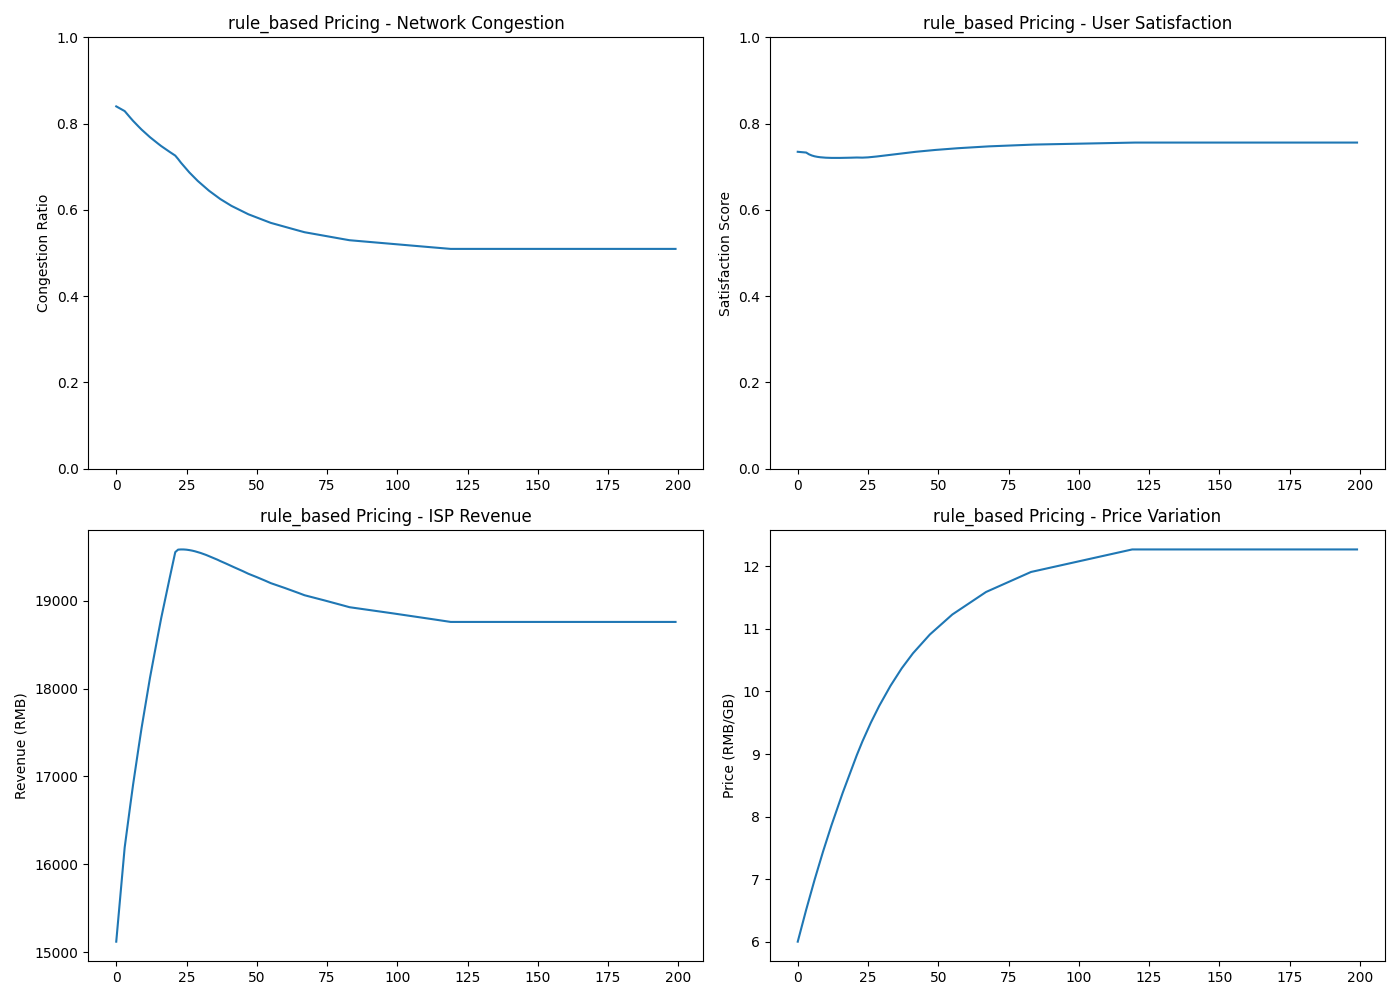 rule_based Pricing - Network Congestion
Congestion Ratio
1.0
0.8
0.6
0.4
0.2
0.0
0 25 50 75 100 125 150 175 200
rule_based Pricing - User Satisfaction
Satisfaction Score
1.0
0.8
0.6
0.4
0.2
0.0
0 25 50 75 100 125 150 175 200
rule_based Pricing - ISP Revenue
Revenue (RMB)
19000
18000
17000
16000
15000
0 25 50 75 100 125 150 175 200
rule_based Pricing - Price Variation
Price (RMB/GB)
12
11
10
9
8
7
6
0 25 50 75 100 125 150 175 200